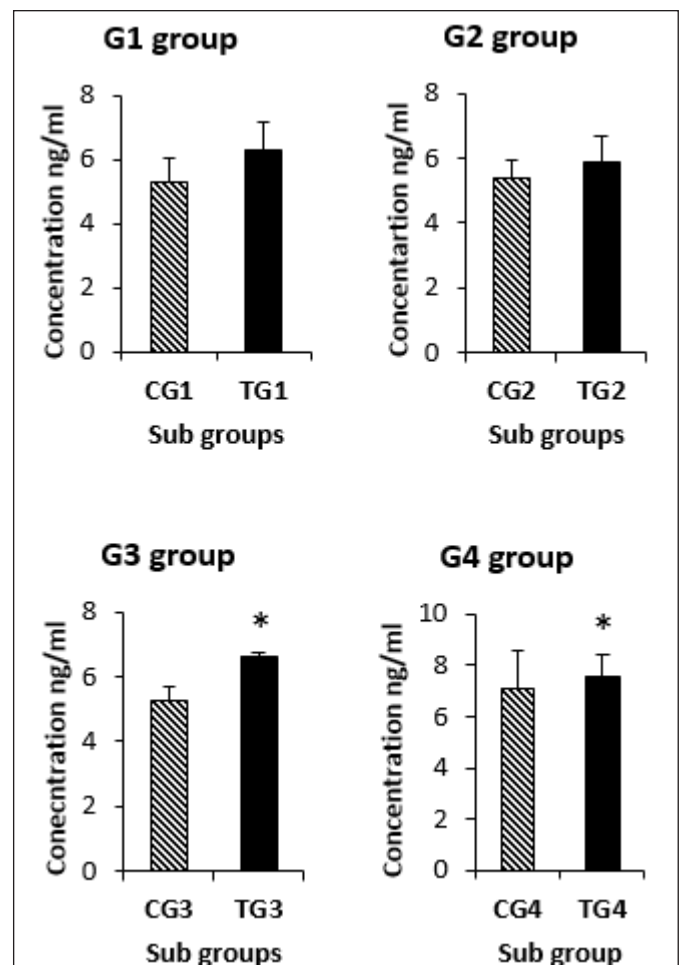 G1 group
Concentration ng/ml
8
6
4
2
0
CG1 TG1
Sub groups
G2 group
Concentartion ng/ml
8
6
4
2
0
CG2 TG2
Sub groups
G3 group
Conecntration ng/ml
8
6
4
2
0
*
CG3 TG3
Sub groups
G4 group
Concentration ng/ml
10
8
6
4
2
0
*
CG4 TG4
Sub group